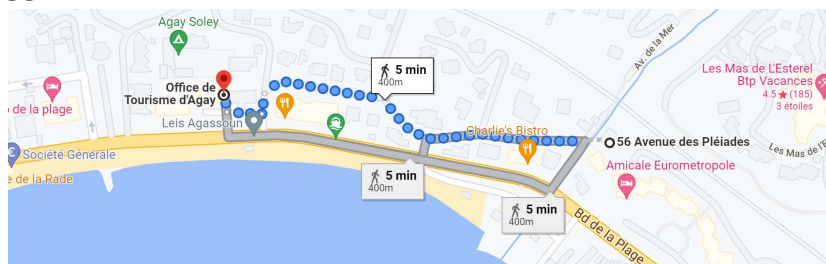 Agay Soley
Office de
Tourisme d'Agay
o de la plage
Leis Agassoun
Société Générale
e de la Rade
5 min
400m
5 min
400m
5 min
400m
Charlie's Bistro
56 Avenue des Pléiades
Amicale Eurometropole
Bd de la Plage
Av. de la Mer
Les Mas de L'Esterel
Btp Vacances
4.5 ★ (185)
3 étoiles
Les Mas de l'E